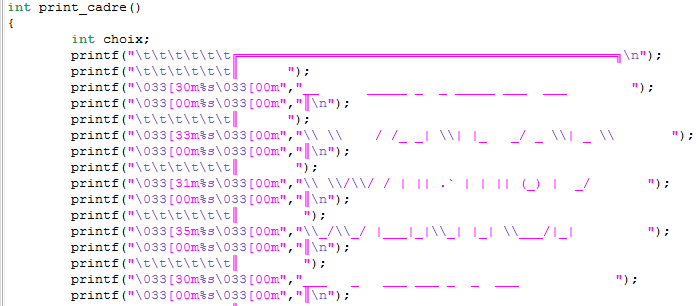 int print_cadre()
{
        int choix;
        printf("\t\t\t\t\t\t╔════════════════════════════════════════════════╗\n");
        printf("\t\t\t\t\t\t║      ");
        printf("\033[30m%s\033[00m","__      _____ _  _ _____ ___  ___        ");
        printf("\033[00m%s\033[00m","║\n");
        printf("\t\t\t\t\t\t║      ");
        printf("\033[33m%s\033[00m","\\ \\    / /_ _| \\| |_   _/ _ \\| _ \\       ");
        printf("\033[00m%s\033[00m","║\n");
        printf("\t\t\t\t\t\t║       ");
        printf("\033[31m%s\033[00m","\\ \\/\\/ / | || .` | | || (_) |  _/       ");
        printf("\033[00m%s\033[00m","║\n");
        printf("\t\t\t\t\t\t║        ");
        printf("\033[35m%s\033[00m","\\_/\\_/ |___|_|\\_| |_| \\___/|_|         ");
        printf("\033[00m%s\033[00m","║\n");
        printf("\t\t\t\t\t\t║        ");
        printf("\033[30m%s\033[00m","___   _   ___ ___ _  _  ___            ");
        printf("\033[00m%s\033[00m","║\n");